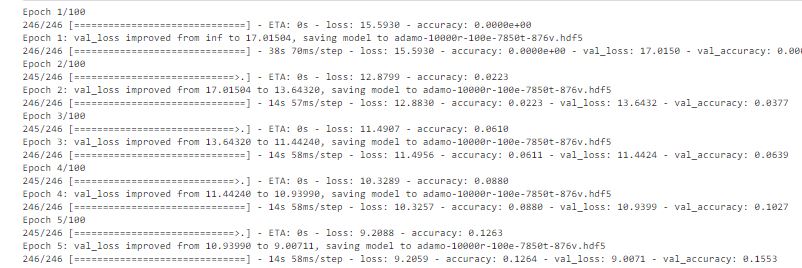 Epoch 1/100
246/246 [==============================] - ETA: 0s - loss: 15.5930 - accuracy: 0.0000e+00
Epoch 1: val_loss improved from inf to 17.01504, saving model to adamo-10000r-100e-7850t-876v.hdf5
246/246 [==============================] - 38s 70ms/step - loss: 15.5930 - accuracy: 0.0000e+00 - val_loss: 17.0150 - val_accuracy: 0.00
Epoch 2/100
245/246 [============================>.] - ETA: 0s - loss: 12.8799 - accuracy: 0.0223
Epoch 2: val_loss improved from 17.01504 to 13.64320, saving model to adamo-10000r-100e-7850t-876v.hdf5
246/246 [==============================] - 14s 57ms/step - loss: 12.8830 - accuracy: 0.0223 - val_loss: 13.6432 - val_accuracy: 0.0377
Epoch 3/100
245/246 [============================>.] - ETA: 0s - loss: 11.4907 - accuracy: 0.0610
Epoch 3: val_loss improved from 13.64320 to 11.44240, saving model to adamo-10000r-100e-7850t-876v.hdf5
246/246 [==============================] - 14s 58ms/step - loss: 11.4956 - accuracy: 0.0611 - val_loss: 11.4424 - val_accuracy: 0.0639
Epoch 4/100
245/246 [============================>.] - ETA: 0s - loss: 10.3289 - accuracy: 0.0880
Epoch 4: val_loss improved from 11.44240 to 10.93990, saving model to adamo-10000r-100e-7850t-876v.hdf5
246/246 [==============================] - 14s 58ms/step - loss: 10.3257 - accuracy: 0.0880 - val_loss: 10.9399 - val_accuracy: 0.1027
Epoch 5/100
245/246 [============================>.] - ETA: 0s - loss: 9.2088 - accuracy: 0.1263
Epoch 5: val_loss improved from 10.93990 to 9.00711, saving model to adamo-10000r-100e-7850t-876v.hdf5
246/246 [==============================] - 14s 58ms/step - loss: 9.2059 - accuracy: 0.1264 - val_loss: 9.0071 - val_accuracy: 0.1553